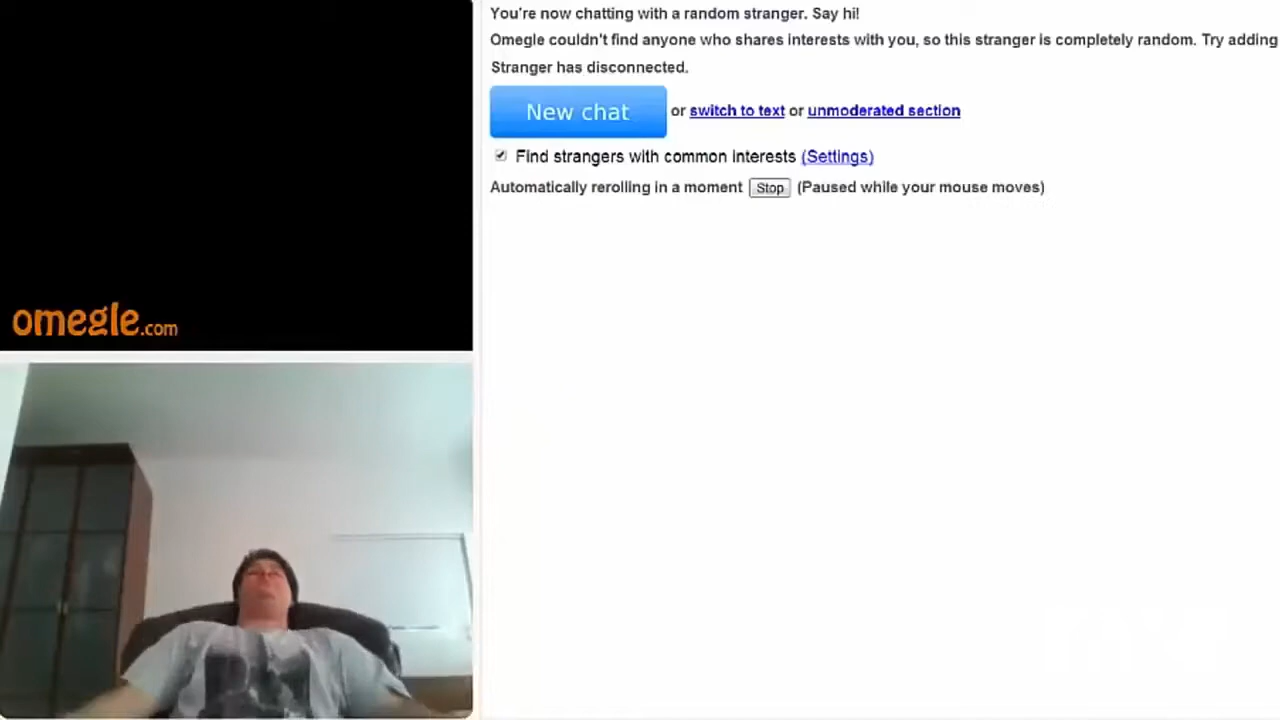 You're now chatting with a random stranger. Say hi!
Omegle couldn't find anyone who shares interests with you, so this stranger is completely random. Try adding
Stranger has disconnected.
New chat or switch to text or unmoderated section
Find strangers with common interests (Settings)
Automatically rerolling in a moment Stop (Paused while your mouse moves)
omegle.com